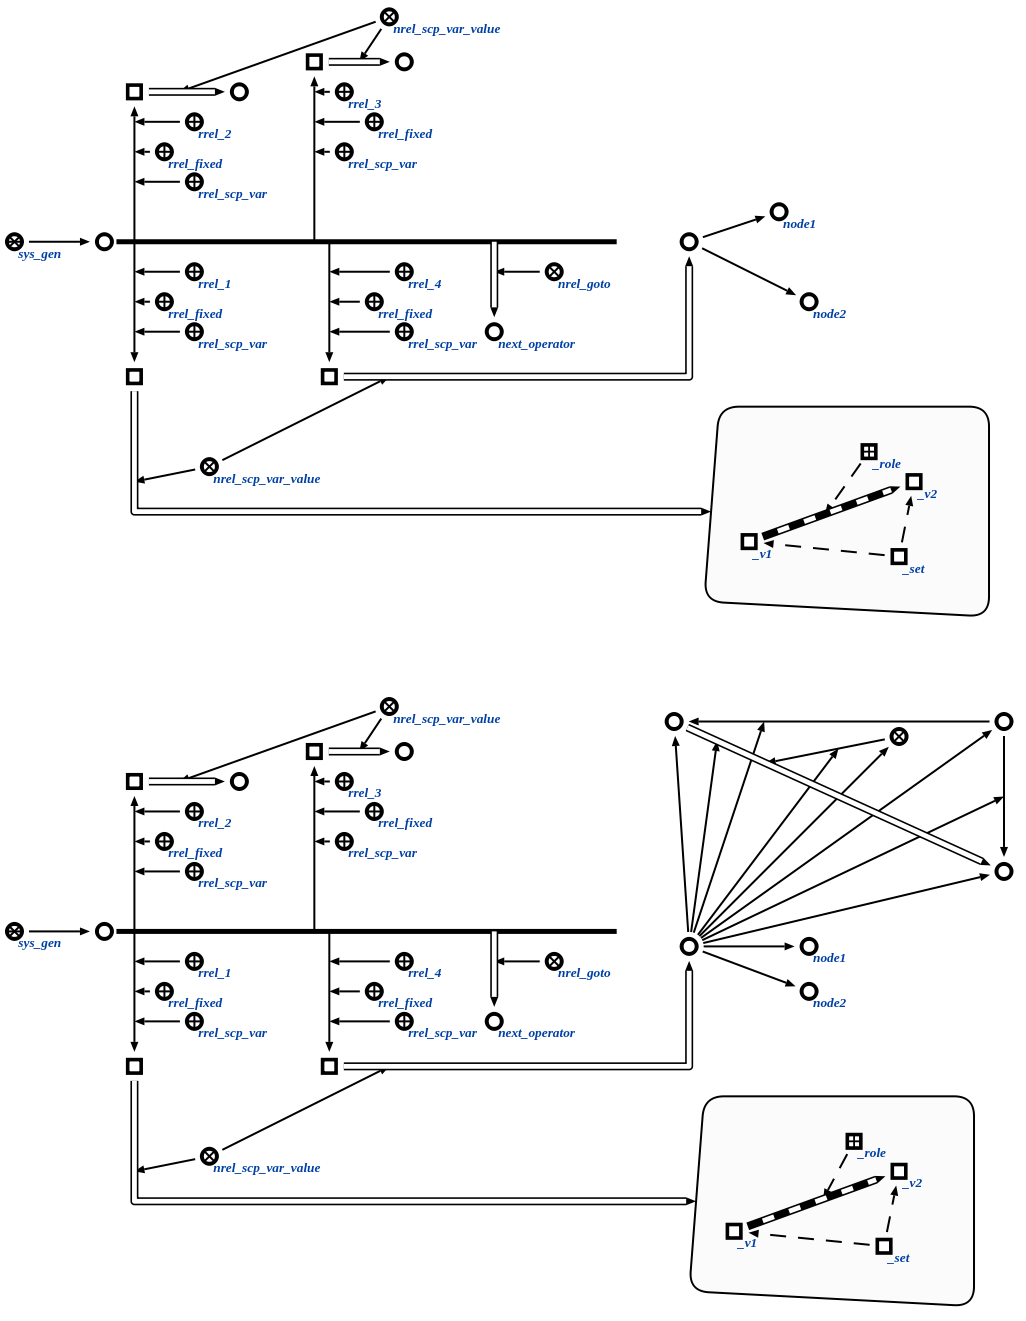 nrel_scp_var_value
rrel_3
rrel_2
rrel_fixed
rrel_fixed
rrel_scp_var
rrel_scp_var
node1
sys_gen
rrel_1
rrel_4
nrel_goto
rrel_fixed
rrel_fixed
node2
rrel_scp_var
rrel_scp_var
next_operator
_role
nrel_scp_var_value
_v2
_v1
_set
nrel_scp_var_value
rrel_3
rrel_2
rrel_fixed
rrel_fixed
rrel_scp_var
rrel_scp_var
sys_gen
node1
rrel_1
rrel_4
nrel_goto
rrel_fixed
rrel_fixed
node2
rrel_scp_var
rrel_scp_var
next_operator
_role
nrel_scp_var_value
_v2
_v1
_set